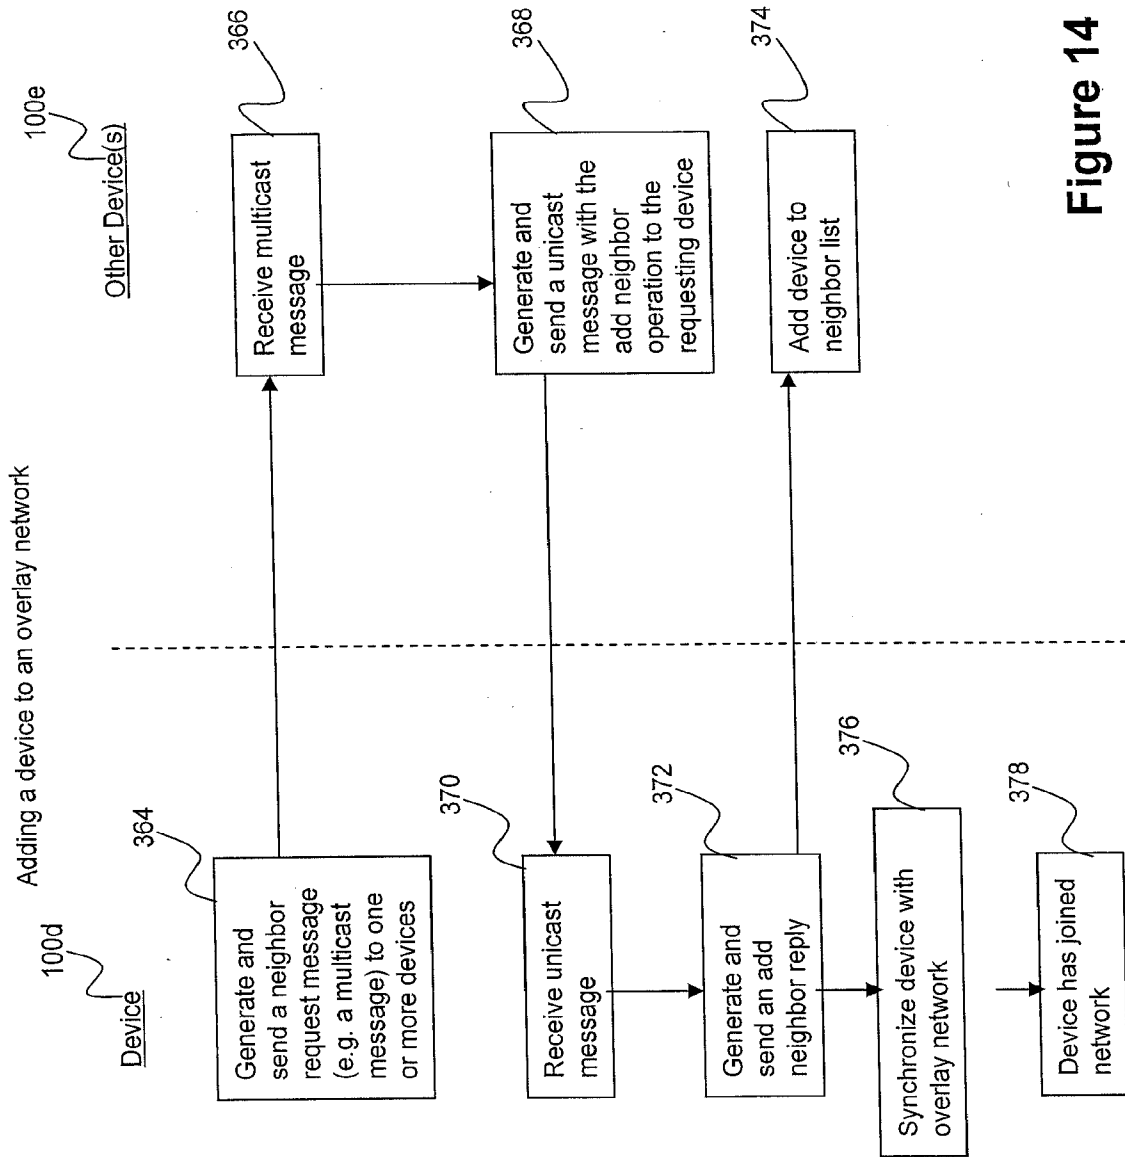 Adding a device to an overlay network
100d
Device
100e
Other Device(s)
364
Generate and
send a neighbor
request message
(e.g. a multicast
message) to one
or more devices
366
Receive multicast
message
368
Generate and
send a unicast
message with the
add neighbor
operation to the
requesting device
370
Receive unicast
message
372
Generate and
send an add
neighbor reply
374
Add device to
neighbor list
376
Synchronize device with
overlay network
378
Device has joined
network
Figure 14